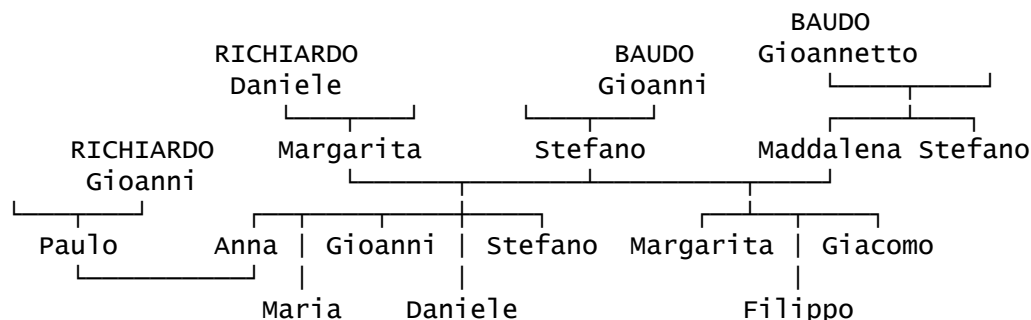 BAUDO
RICHIARDO BAUDO Gioannetto
Daniele Gioanni
RICHIARDO Margarita Stefano Maddalena Stefano
Gioanni
Paulo Anna Gioanni Stefano Margarita Giacomo
Maria Daniele Filippo